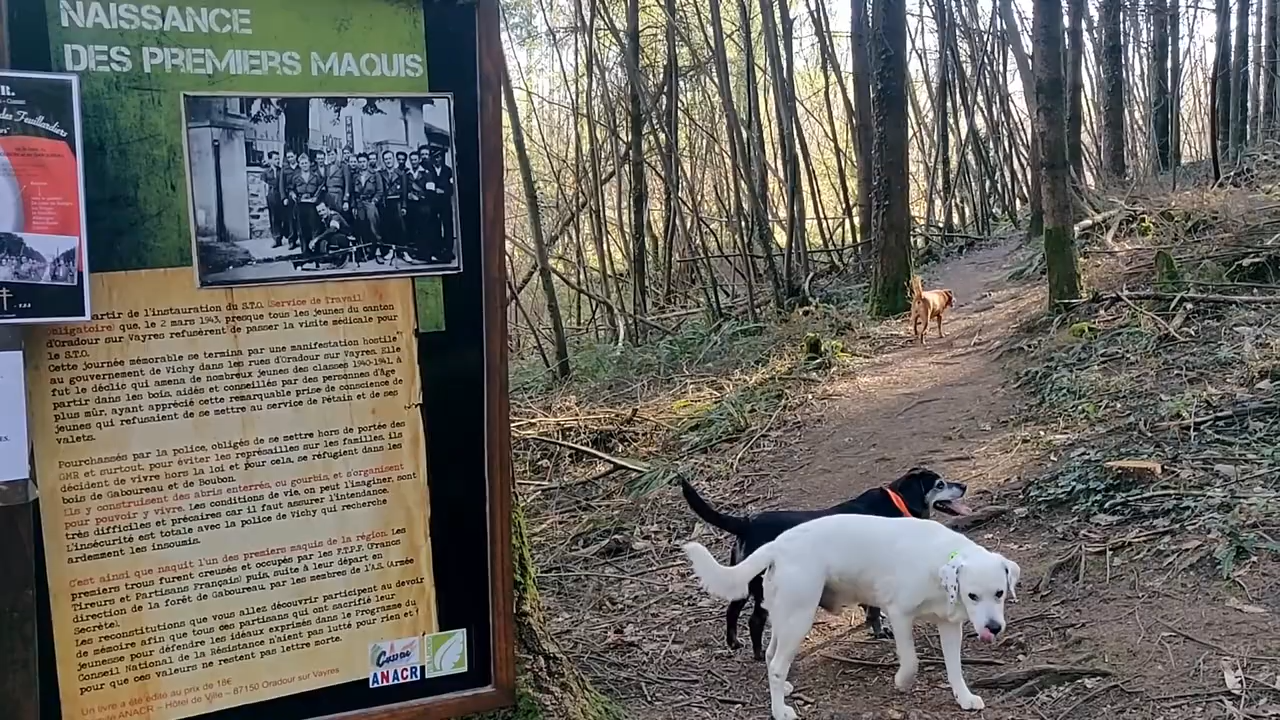 NAISSANCE
DES PREMIERS MAQUIS
R.
des Feuillardiers
HÔTEL
partir de l'instauration du S.T.O. (Service de Travail
Obligatoire) que, le 2 mars 1943, presque tous les jeunes du canton
d'Oradour sur Vayres refusèrent de passer la visite médicale pour
le S.T.O.
Cette journée mémorable se termina par une manifestation hostile
au gouvernement de Vichy dans les rues d'Oradour sur Vayres. Elle
fut le déclic qui amena de nombreux jeunes des classes 1940-1941, à
partir dans les bois, aidés et conseillés par des personnes d'âge
plus mûr, ayant apprécié cette remarquable prise de conscience de
jeunes qui refusaient de se mettre au service de Pétain et de ses
valets.
Pourchassés par la police, obligés de se mettre hors de portée des
GMR et surtout, pour éviter les représailles sur les familles, ils
décident de vivre hors la loi et pour cela, se réfugient dans les
bois de Gaboureau et de Boubon.
Ils y construisent des abris enterrés, ou gourbis, et s'organisent
pour pouvoir y vivre. Les conditions de vie, on peut l'imaginer, sont
très difficiles et précaires car il faut assurer l'intendance.
L'insécurité est totale avec la police de Vichy qui recherche
ardemment les insoumis.
C'est ainsi que naquit l'un des premiers maquis de la région. Les
premiers trous furent creusés et occupés par les F.T.P.F. (Francs
Tireurs et Partisans Français) puis, suite à leur départ en
direction de la forêt de Gaboureau, par les membres de l'A.S. (Armée
Secrète).
Les reconstitutions que vous allez découvrir participent au devoir
de mémoire afin que tous ces partisans qui ont sacrifié leur
jeunesse pour défendre les idéaux exprimés dans le Programme du
Conseil National de la Résistance n'aient pas lutté pour rien et
pour que ces valeurs ne restent pas lettre morte.
Un livre a été édité au prix de 18€
ANACR – Hôtel de Ville – 87150 Oradour sur Vayres
ANACR